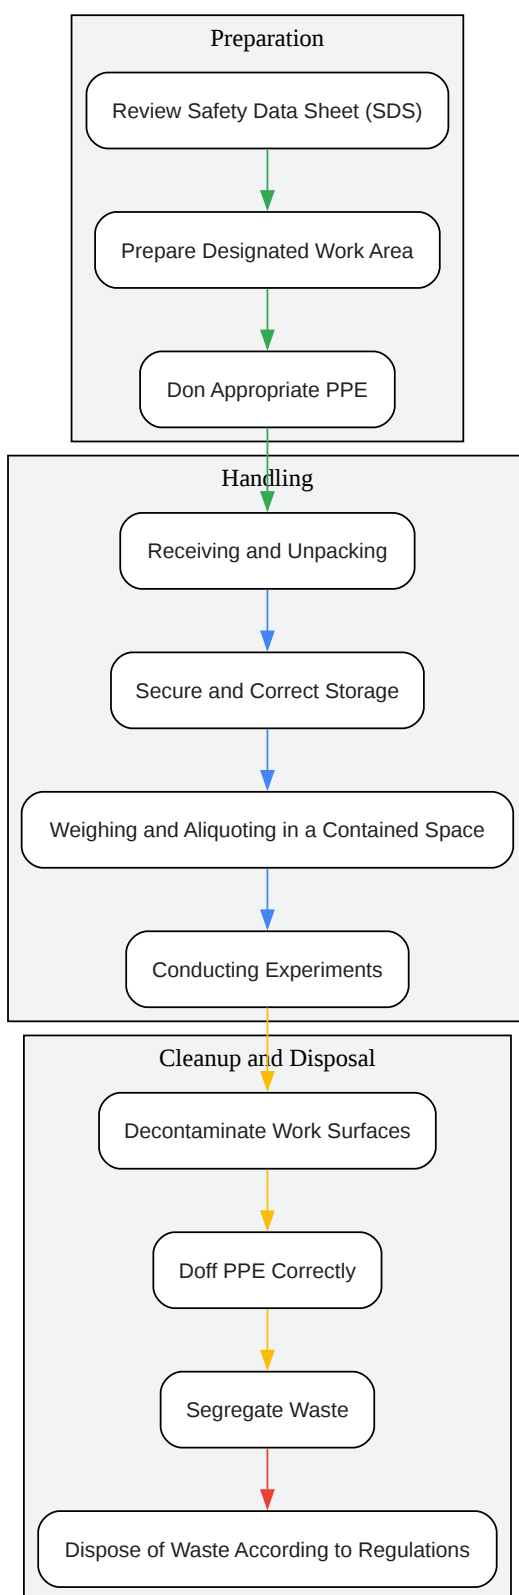 Preparation
Review Safety Data Sheet (SDS)
Prepare Designated Work Area
Don Appropriate PPE
Handling
Receiving and Unpacking
Secure and Correct Storage
Weighing and Aliquoting in a Contained Space
Conducting Experiments
Cleanup and Disposal
Decontaminate Work Surfaces
Doff PPE Correctly
Segregate Waste
Dispose of Waste According to Regulations